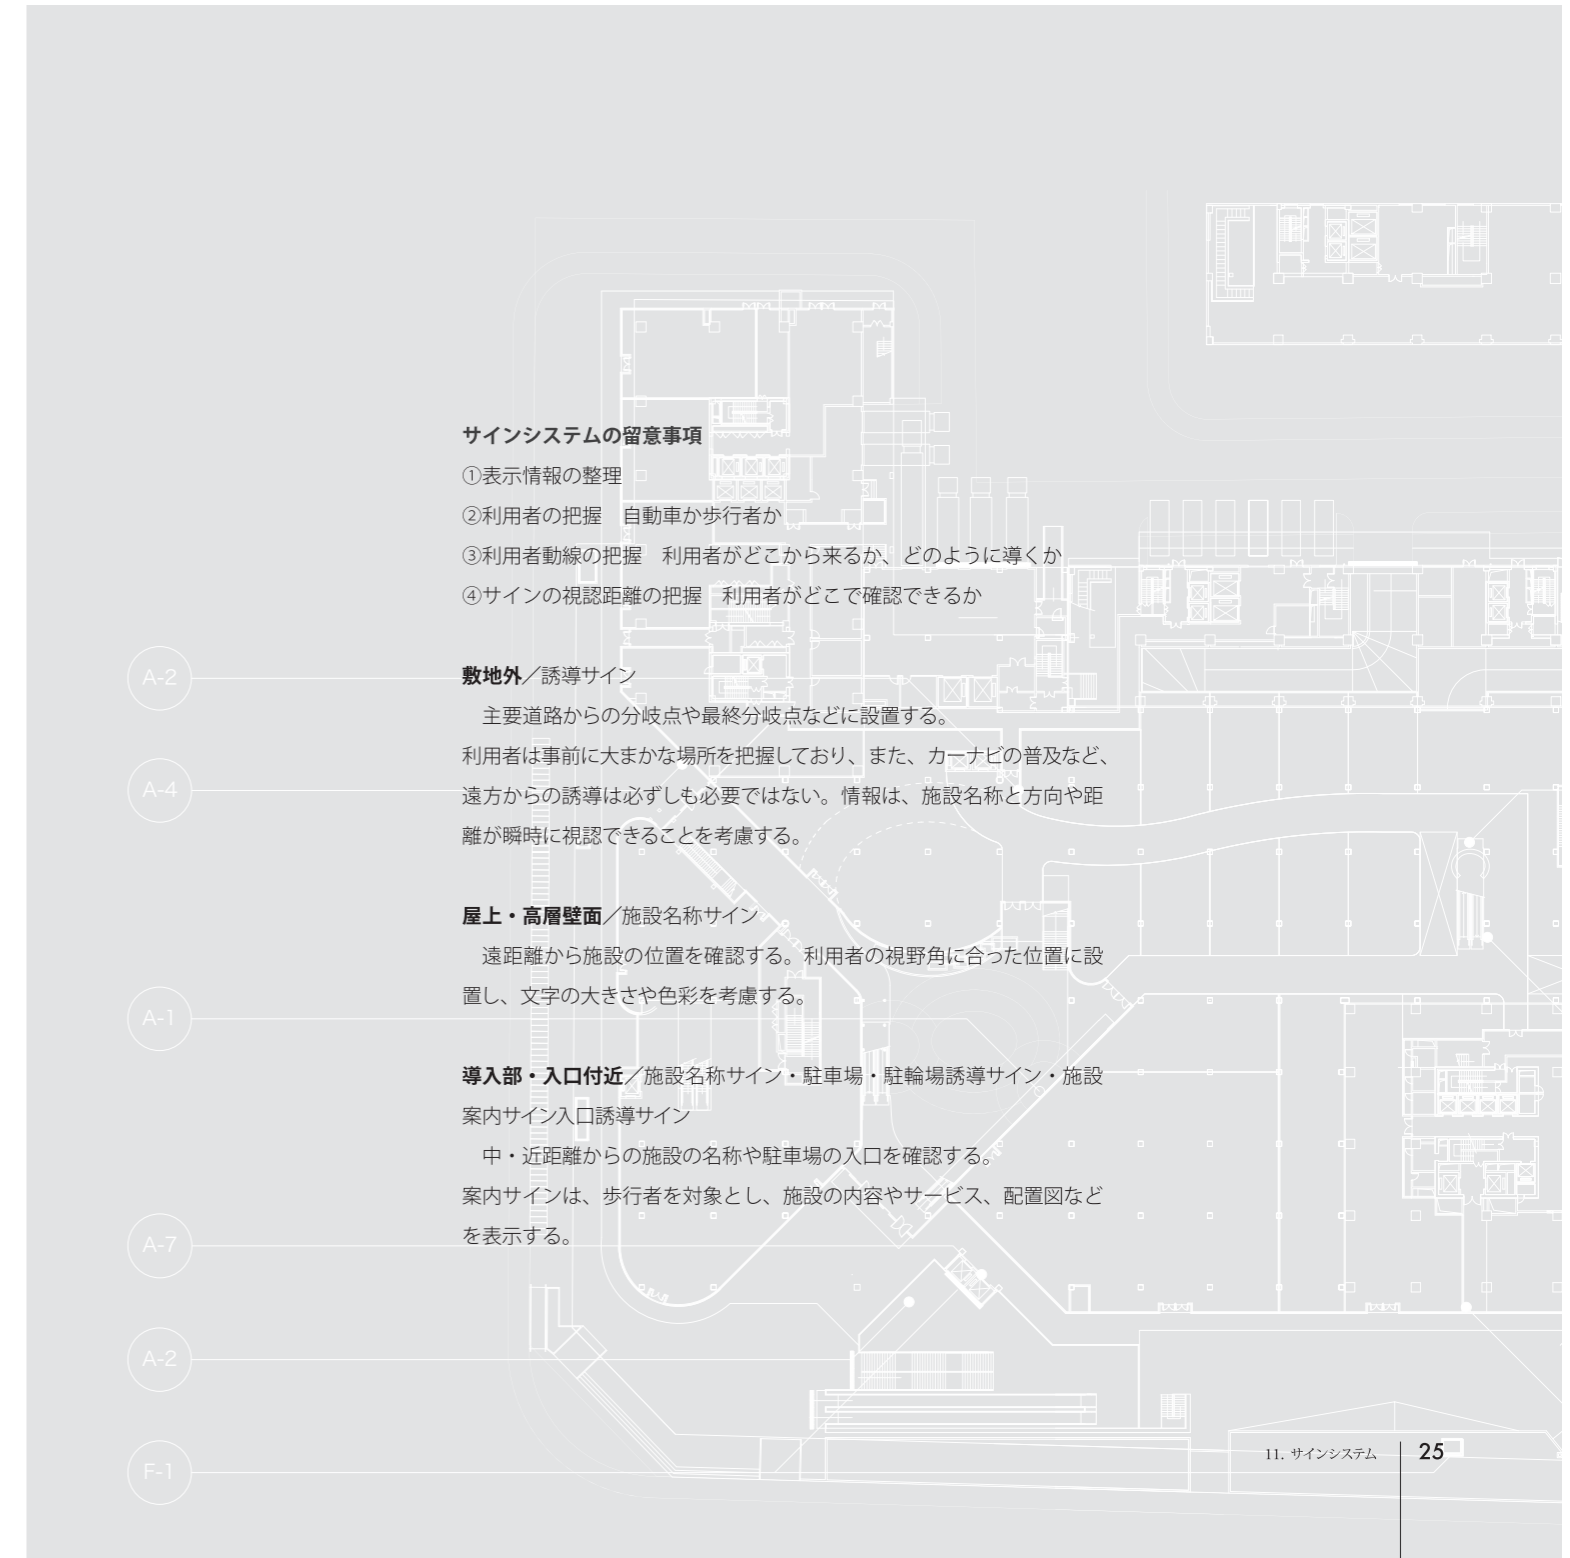 サインシステムの留意事項
①表示情報の整理
②利用者の把握　自動車か歩行者か
③利用者動線の把握　利用者がどこから来るか、どのように導くか
④サインの視認距離の把握　利用者がどこで確認できるか
A-2
敷地外／誘導サイン
　主要道路からの分岐点や最終分岐点などに設置する。
利用者は事前に大まかな場所を把握しており、また、カーナビの普及など、
A-4
遠方からの誘導は必ずしも必要ではない。情報は、施設名称と方向や距
離が瞬時に視認できることを考慮する。
屋上・高層壁面／施設名称サイン
　遠距離から施設の位置を確認する。利用者の視野角に合った位置に設
置し、文字の大きさや色彩を考慮する。
A-1
導入部・入口付近／施設名称サイン・駐車場・駐輪場誘導サイン・施設
案内サイン入口誘導サイン
　中・近距離からの施設の名称や駐車場の入口を確認する。
案内サインは、歩行者を対象とし、施設の内容やサービス、配置図など
を表示する。
A-7
A-2
F-1
11. サインシステム
25